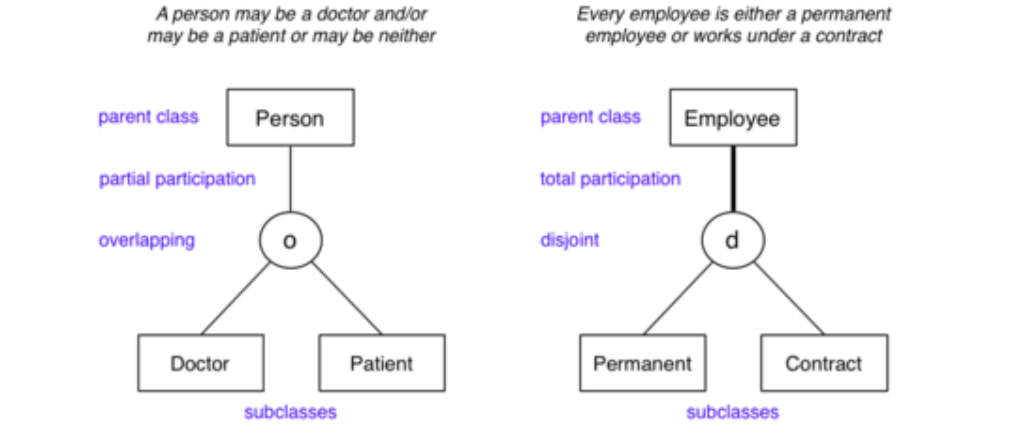 A person may be a doctor and/or
may be a patient or may be neither
parent class
Person
partial participation
overlapping
o
Doctor
Patient
subclasses
Every employee is either a permanent
employee or works under a contract
parent class
Employee
total participation
disjoint
d
Permanent
Contract
subclasses